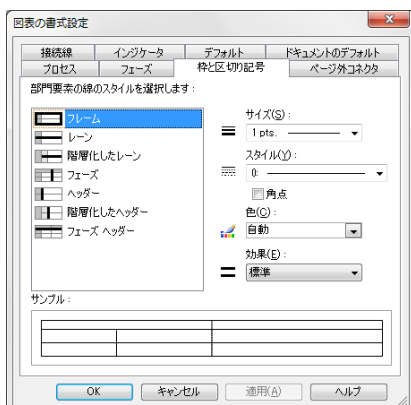 図表の書式設定
接続線 インジケータ デフォルト ドキュメントのデフォルト
プロセス フェーズ 枠と区切り記号 ページ外コネクタ
部門要素の線のスタイルを選択します:
フレーム
レーン
階層化したレーン
フェーズ
ヘッダー
階層化したヘッダー
フェーズ ヘッダー
サイズ(S):
1 pts.
スタイル(Y):
0:
角点
色(C):
自動
効果(E):
標準
サンプル:
OK キャンセル 適用(A) ヘルプ